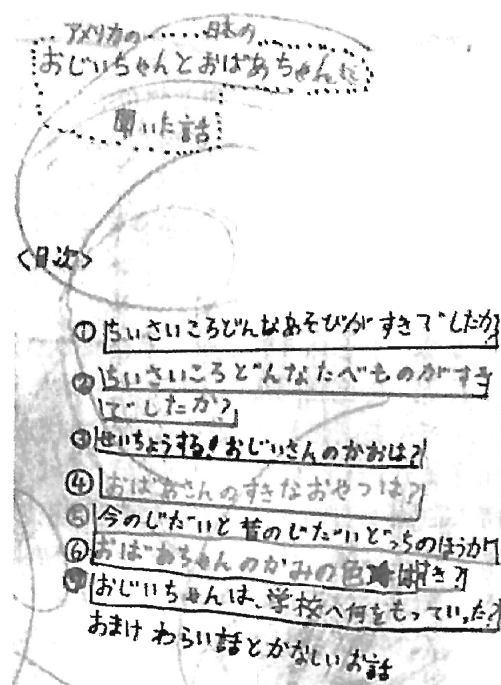 アメリカの 日本の
おじいちゃんとおばあちゃんに
聞いた話
<目次>
① ちいさいころどんなあそびがすきでしたか?
② ちいさいころどんなたべものがすき
でしたか?
③ せいちょうする!おじいさんのかおは?
④ おばあさんのすきなおやつは?
⑤ 今のじだいと昔のじだいどっちのほうが
⑥ おばあちゃんのかみの色は
⑦ おじいちゃんは、学校へ何をもっていった?
おまけ わらい話とかなしいお話